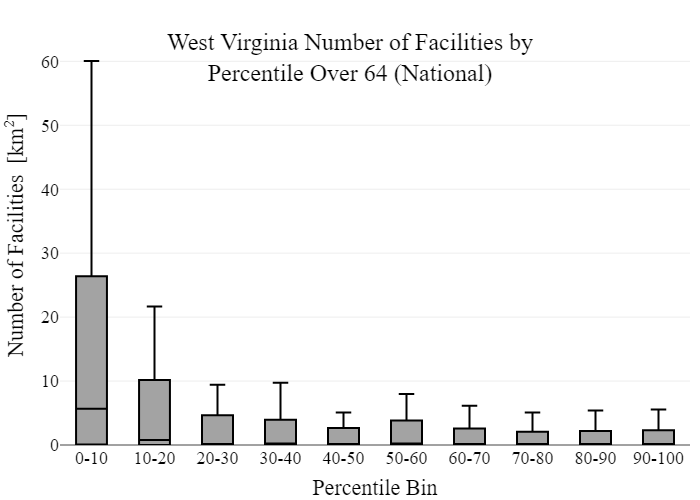 West Virginia Number of Facilities by
Percentile Over 64 (National)
Number of Facilities [km²]
60
50
40
30
20
10
0
0-10 10-20 20-30 30-40 40-50 50-60 60-70 70-80 80-90 90-100
Percentile Bin